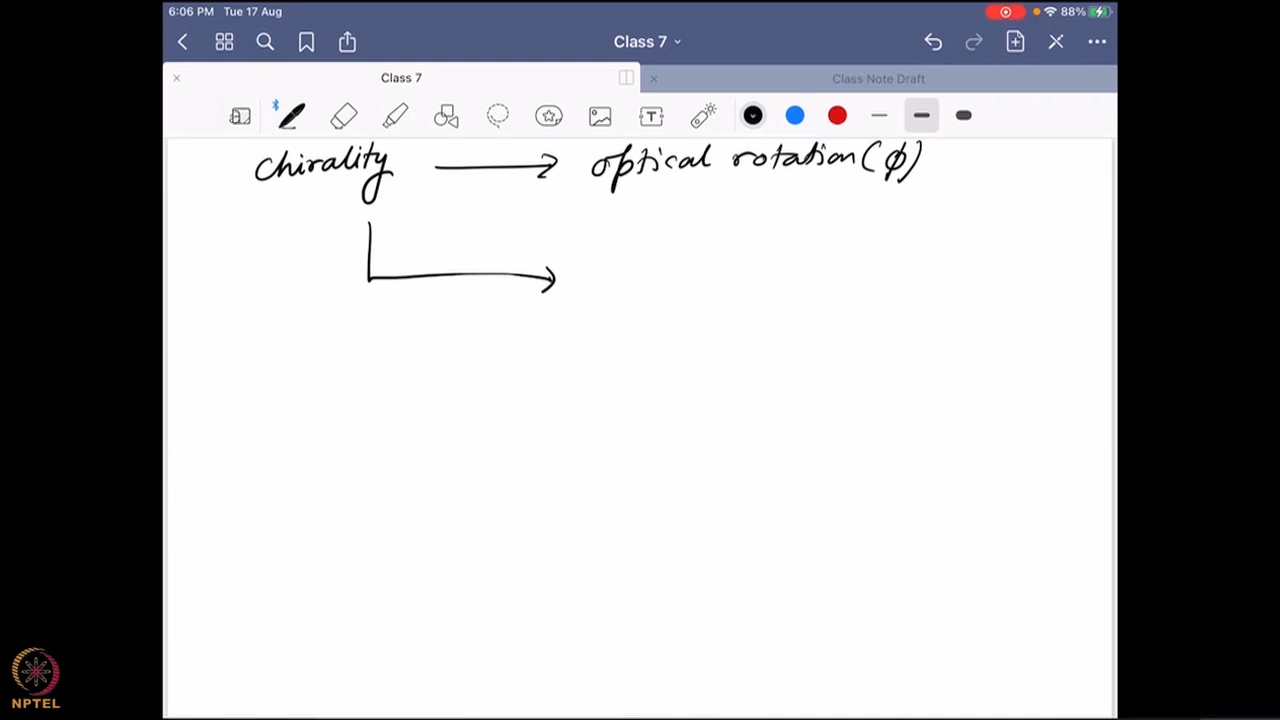 6:06 PM Tue 17 Aug 88%
Class 7
Class 7 Class Note Draft
T
chirality → optical rotation (ϕ)
NPTEL